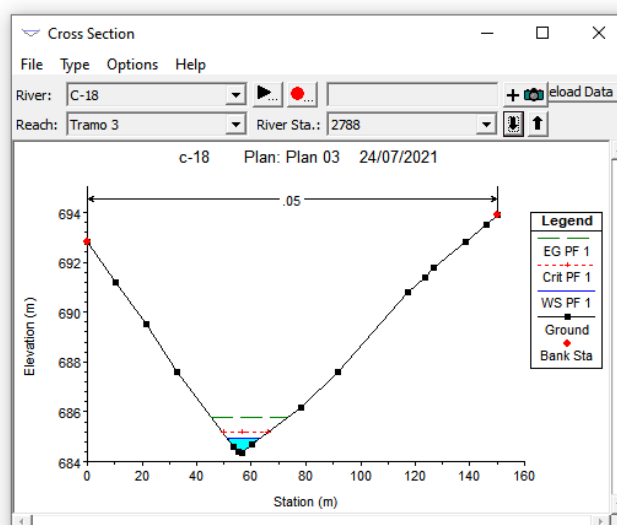 Cross Section
File Type Options Help
River: C-18 eload Data
Reach: Tramo 3 River Sta.: 2788
c-18 Plan: Plan 03 24/07/2021
.05
694
692
690
688
686
684
0 20 40 60 80 100 120 140 160
Elevation (m)
Station (m)
Legend
EG PF 1
Crit PF 1
WS PF 1
Ground
Bank Sta